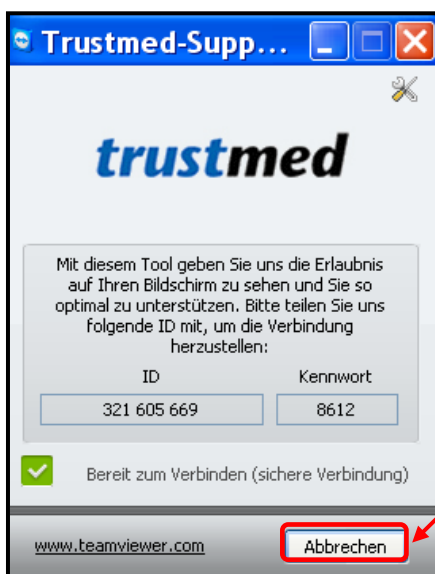 Trustmed-Supp...
trustmed
Mit diesem Tool geben Sie uns die Erlaubnis
auf Ihren Bildschirm zu sehen und Sie so
optimal zu unterstützen. Bitte teilen Sie uns
folgende ID mit, um die Verbindung
herzustellen:
ID Kennwort
321 605 669 8612
Bereit zum Verbinden (sichere Verbindung)
www.teamviewer.com Abbrechen